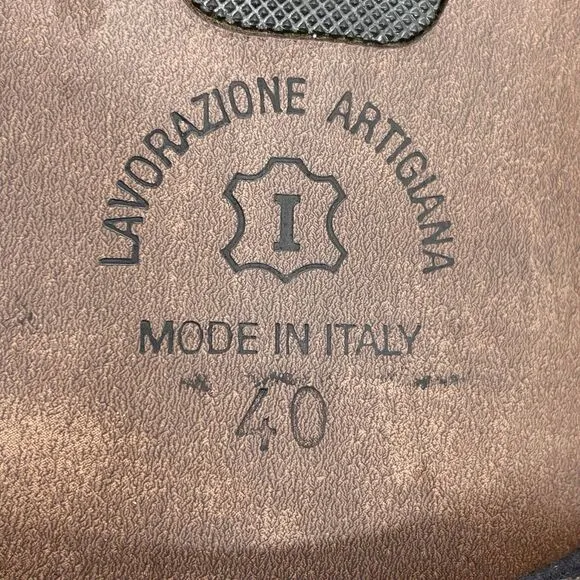 LAVORAZIONE ARTIGIANA
I
MODE IN ITALY
40